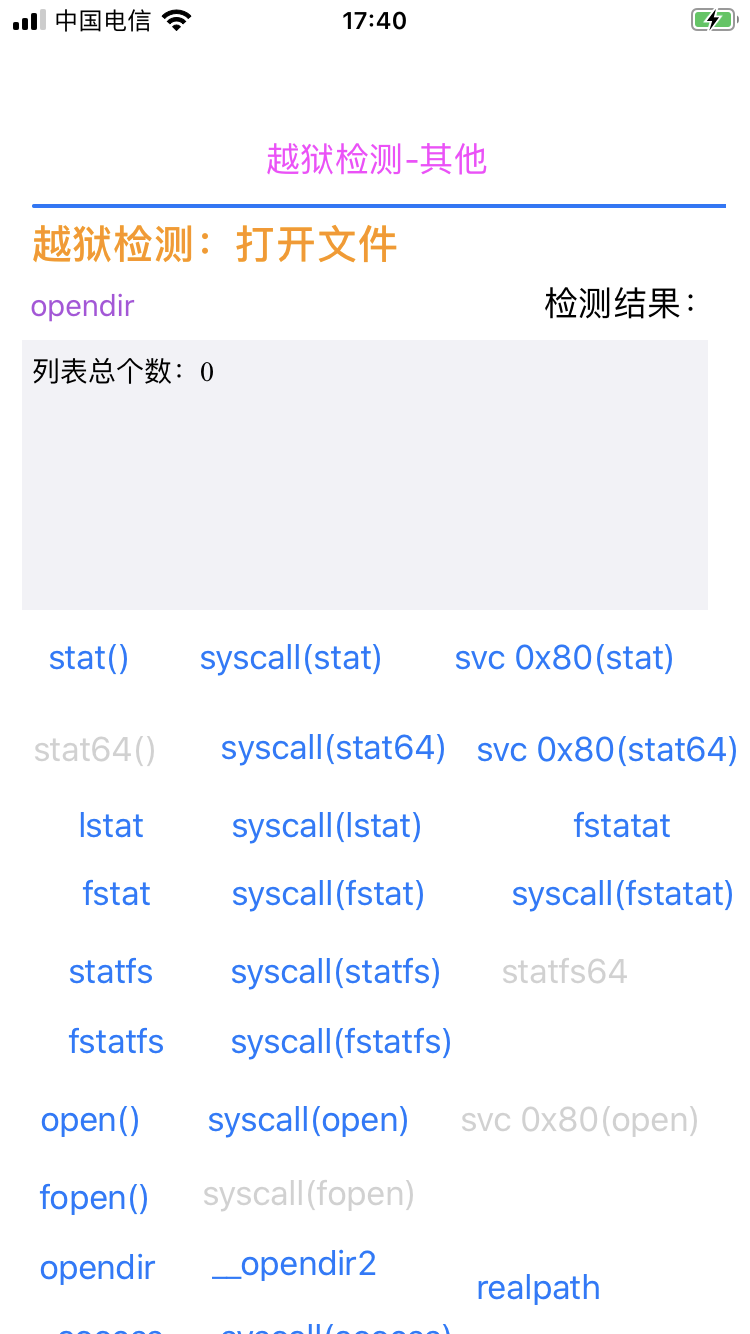 中国电信 17:40
越狱检测-其他
越狱检测：打开文件
opendir 检测结果：
列表总个数：0
stat() syscall(stat) svc 0x80(stat)
stat64() syscall(stat64) svc 0x80(stat64)
lstat syscall(lstat) fstatat
fstat syscall(fstat) syscall(fstatat)
statfs syscall(statfs) statfs64
fstatfs syscall(fstatfs)
open() syscall(open) svc 0x80(open)
fopen() syscall(fopen)
opendir __opendir2 realpath
access syscall(access)